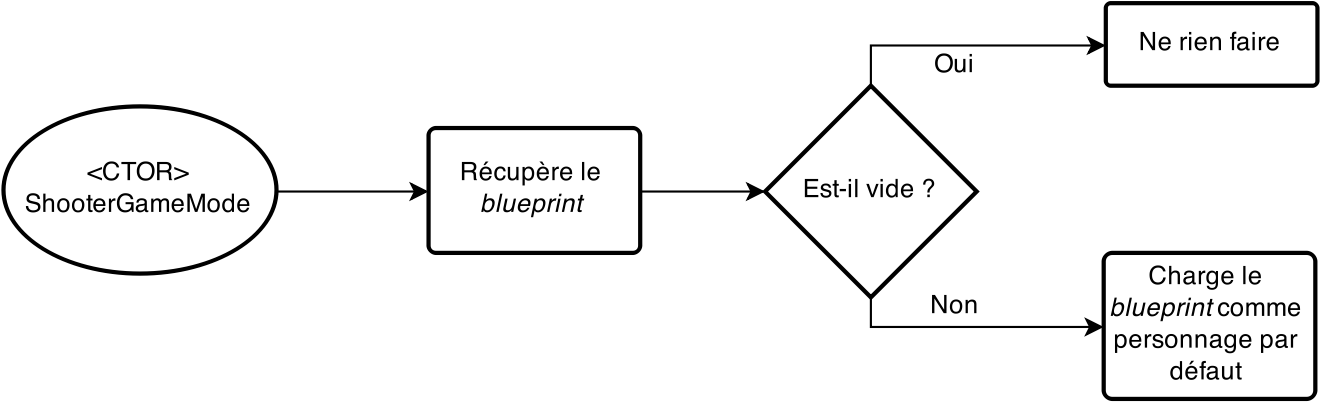 <CTOR>
ShooterGameMode
Récupère le
blueprint
Est-il vide ?
Oui
Ne rien faire
Non
Charge le
blueprint comme
personnage par
défaut